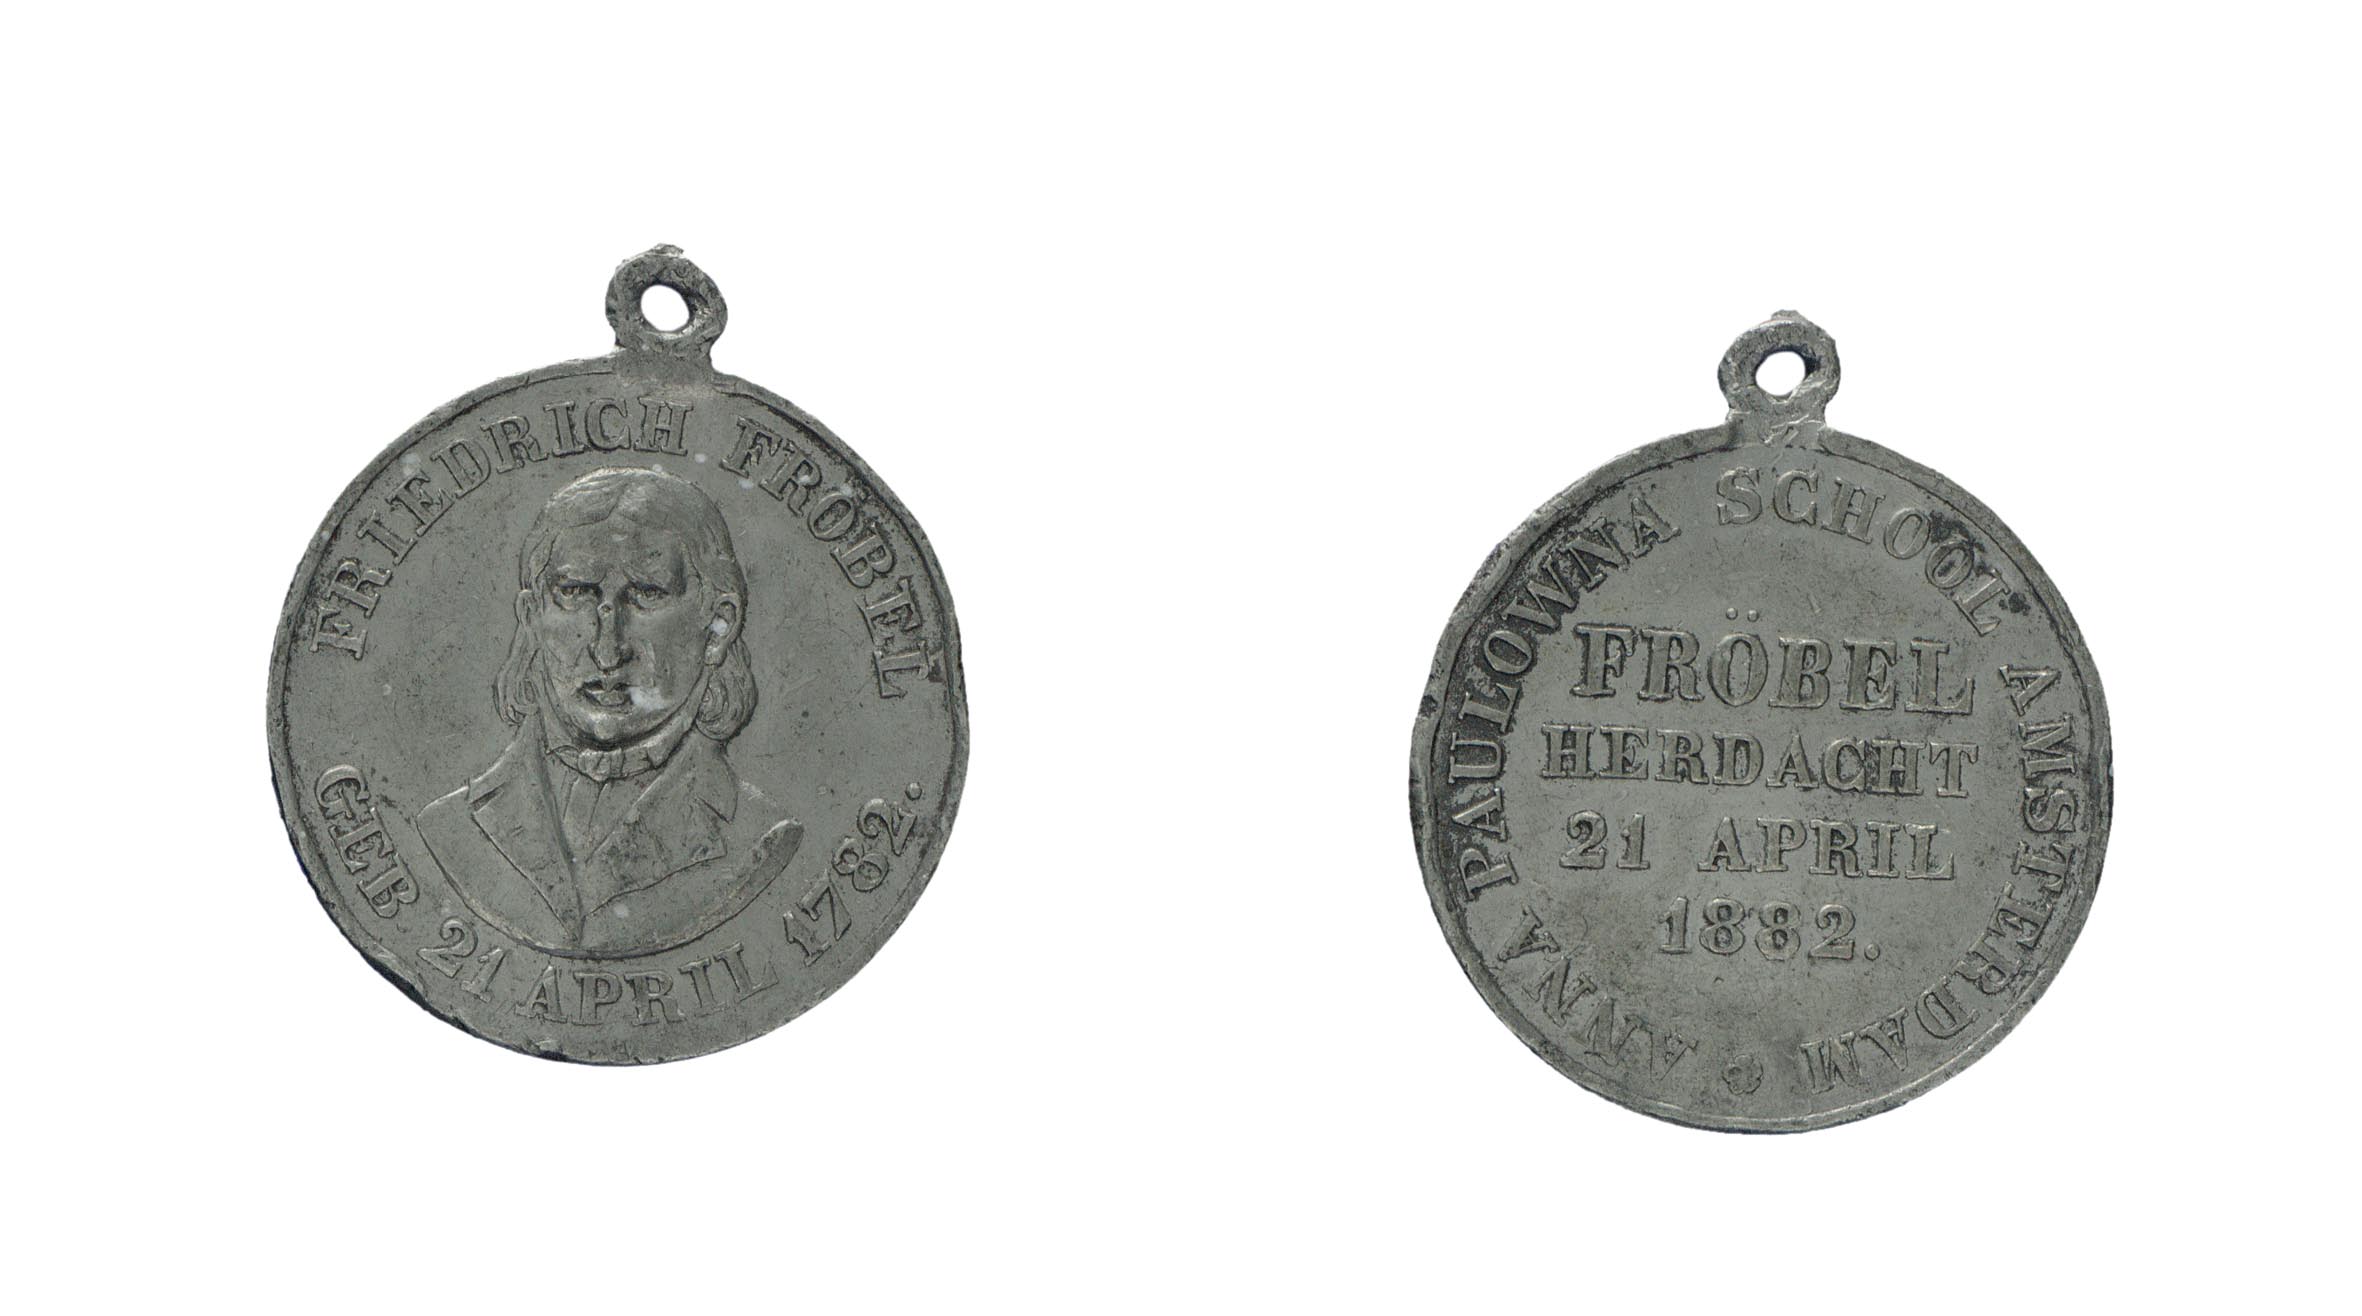 FRIEDRICH FRÖBEL
GEB. 21 APRIL 1782.
ANNA PAULOWNA SCHOOL AMSTERDAM
FRÖBEL
HERDACHT
21 APRIL
1882.